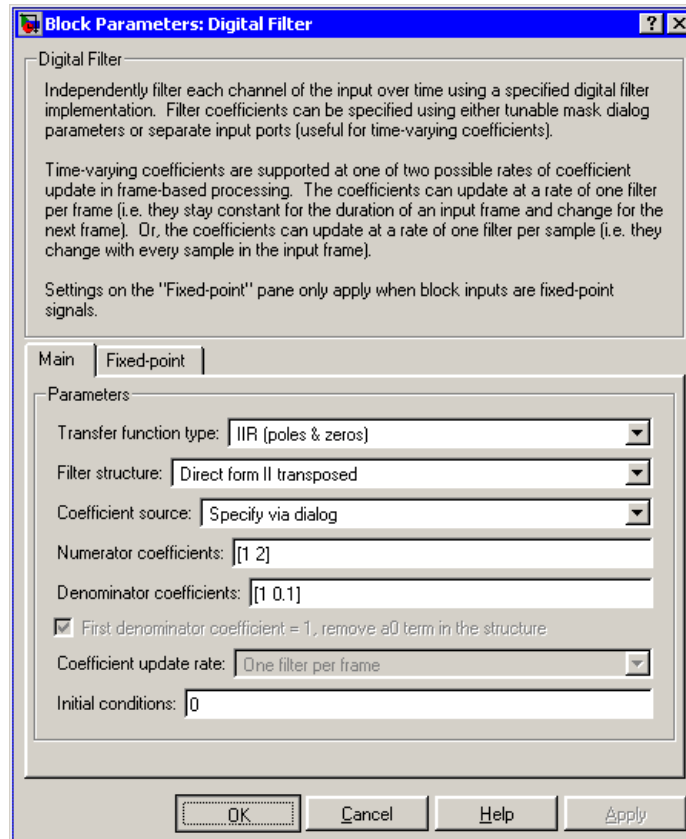 Block Parameters: Digital Filter
Digital Filter
Independently filter each channel of the input over time using a specified digital filter
implementation. Filter coefficients can be specified using either tunable mask dialog
parameters or separate input ports (useful for time-varying coefficients).
Time-varying coefficients are supported at one of two possible rates of coefficient
update in frame-based processing. The coefficients can update at a rate of one filter
per frame (i.e. they stay constant for the duration of an input frame and change for the
next frame). Or, the coefficients can update at a rate of one filter per sample (i.e. they
change with every sample in the input frame).
Settings on the "Fixed-point" pane only apply when block inputs are fixed-point
signals.
Main Fixed-point
Parameters
Transfer function type: IIR (poles & zeros)
Filter structure: Direct form II transposed
Coefficient source: Specify via dialog
Numerator coefficients: [1 2]
Denominator coefficients: [1 0.1]
First denominator coefficient = 1, remove a0 term in the structure
Coefficient update rate: One filter per frame
Initial conditions: 0
OK Cancel Help Apply